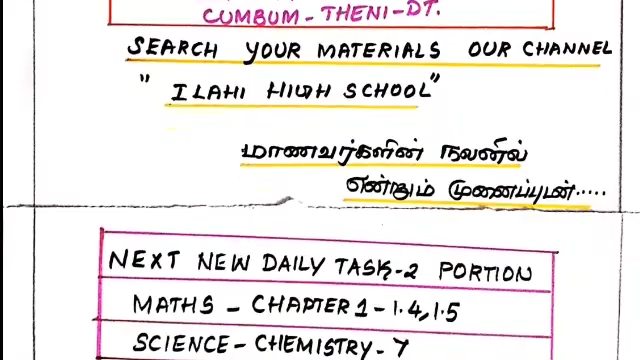 CUMBUM - THENI - DT.
SEARCH YOUR MATERIALS OUR CHANNEL
" ILAHI HIGH SCHOOL"
மாணவர்களின் நலனில்
என்றும் முனைப்புடன்.....
NEXT NEW DAILY TASK-2 PORTION
MATHS - CHAPTER 1 - 1.4, 1.5
SCIENCE - CHEMISTRY - 7